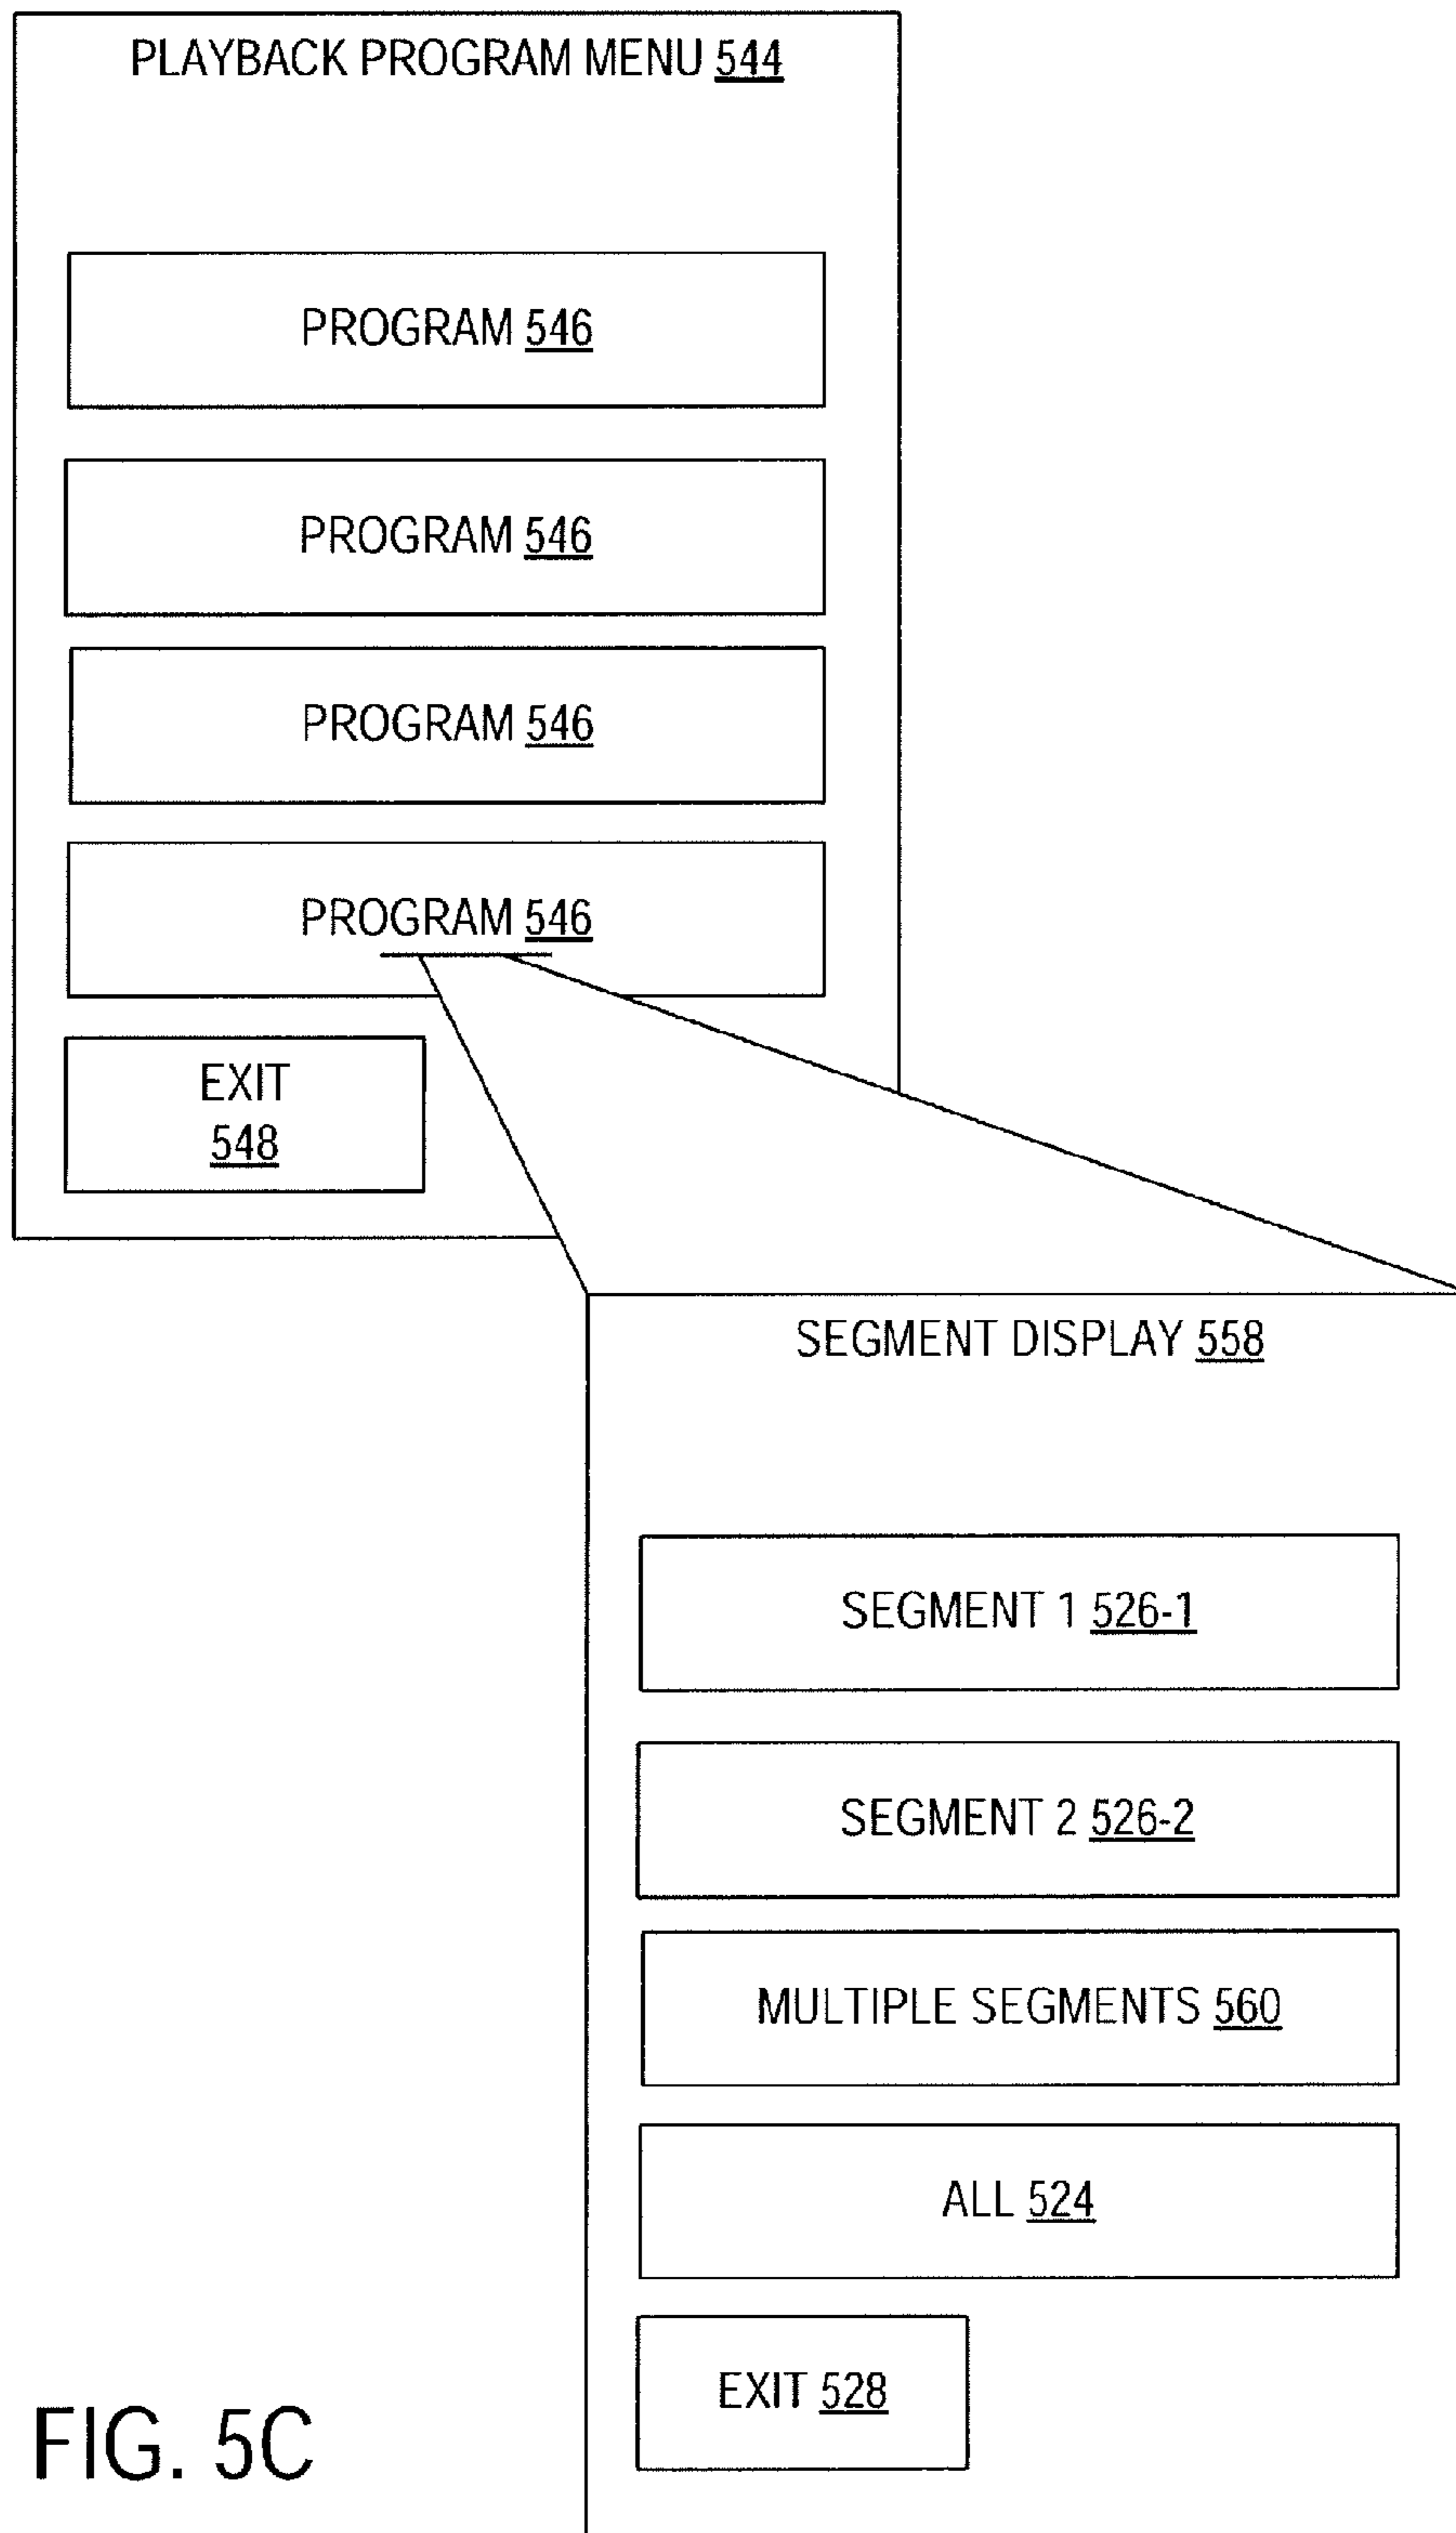 PLAYBACK PROGRAM MENU 544
PROGRAM 546
PROGRAM 546
PROGRAM 546
PROGRAM 546
EXIT
548
SEGMENT DISPLAY 558
SEGMENT 1 526-1
SEGMENT 2 526-2
MULTIPLE SEGMENTS 560
ALL 524
EXIT 528
FIG. 5C